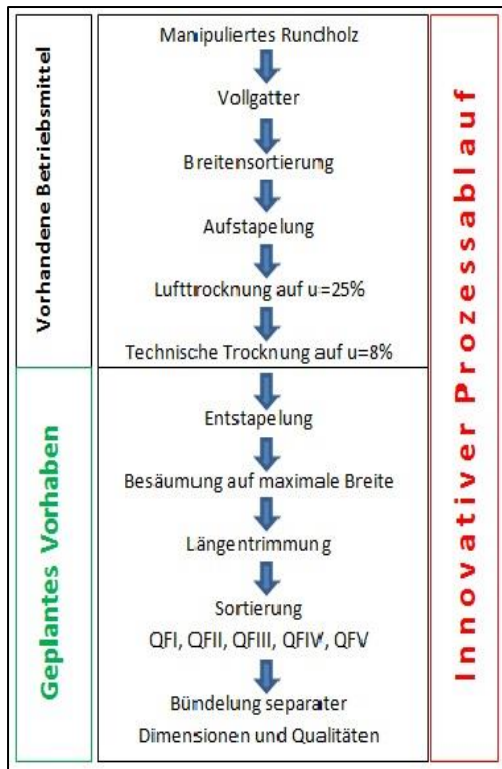 Vorhandene Betriebsmittel
Manipuliertes Rundholz
Vollgatter
Breitensortierung
Aufstapelung
Lufttrocknung auf u=25%
Technische Trocknung auf u=8%
Geplantes Vorhaben
Entstapelung
Besäumung auf maximale Breite
Längentrimmung
Sortierung
QFI, QFII, QFIII, QFIV, QFV
Bündelung separater
Dimensionen und Qualitäten
Innovativer Prozessablauf